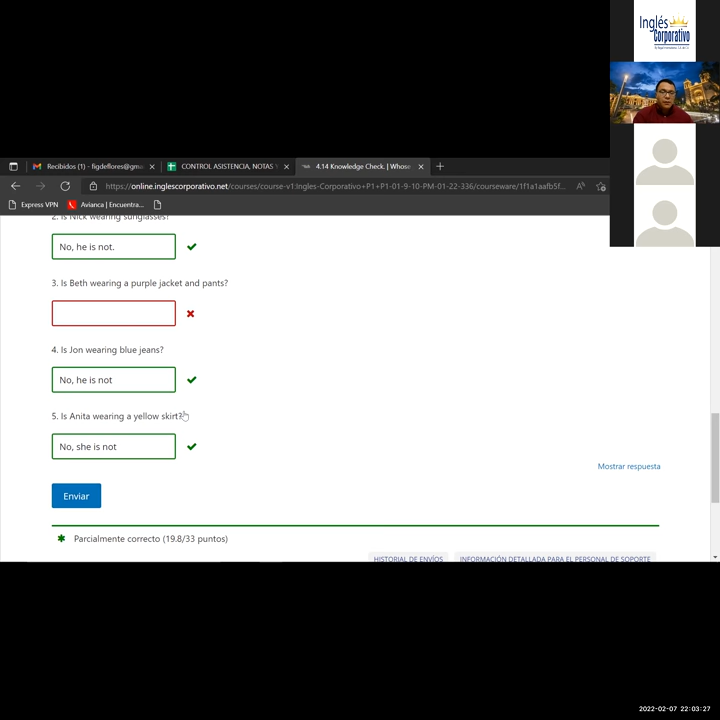 Inglés
Corporativo
Recibidos (1) - figdeflores@gma
CONTROL ASISTENCIA, NOTAS Y
4.14 Knowledge Check. | Whose
https://online.inglescorporativo.net/courses/course-v1:Ingles-Corporativo+P1+P1-01-9-10-PM-01-22-336/courseware/1f1a1aafb5f...
Express VPN
Avianca | Encuentra...
2. Is Nick wearing sunglasses?
No, he is not.
3. Is Beth wearing a purple jacket and pants?
4. Is Jon wearing blue jeans?
No, he is not
5. Is Anita wearing a yellow skirt?
No, she is not
Mostrar respuesta
Enviar
Parcialmente correcto (19.8/33 puntos)
HISTORIAL DE ENVÍOS
INFORMACIÓN DETALLADA PARA EL PERSONAL DE SOPORTE
2022-02-07 22:03:27